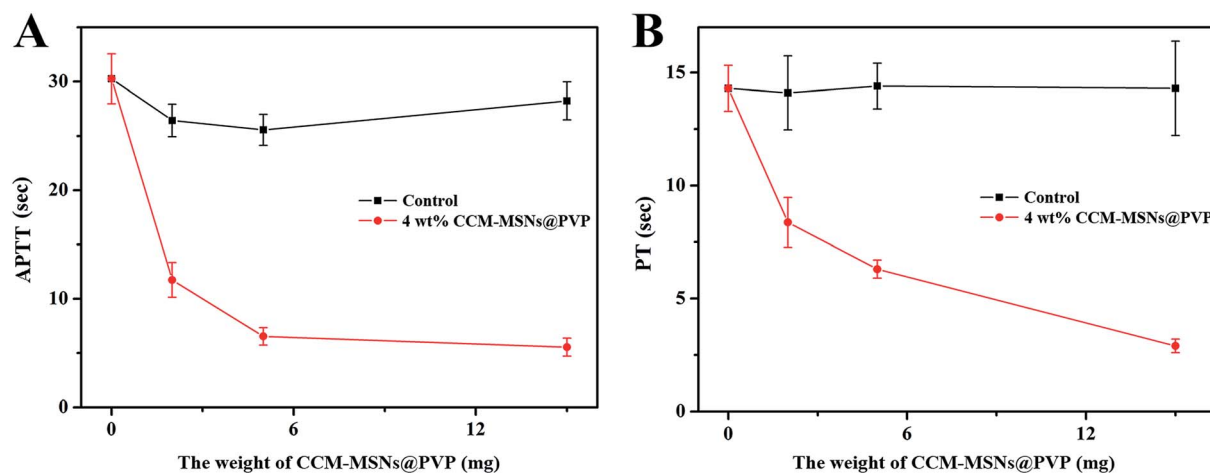 A
30
20
10
0
APTT (sec)
Control
4 wt% CCM-MSNs@PVP
0 6 12
The weight of CCM-MSNs@PVP (mg)
B
15
10
5
0
PT (sec)
Control
4 wt% CCM-MSNs@PVP
0 6 12
The weight of CCM-MSNs@PVP (mg)